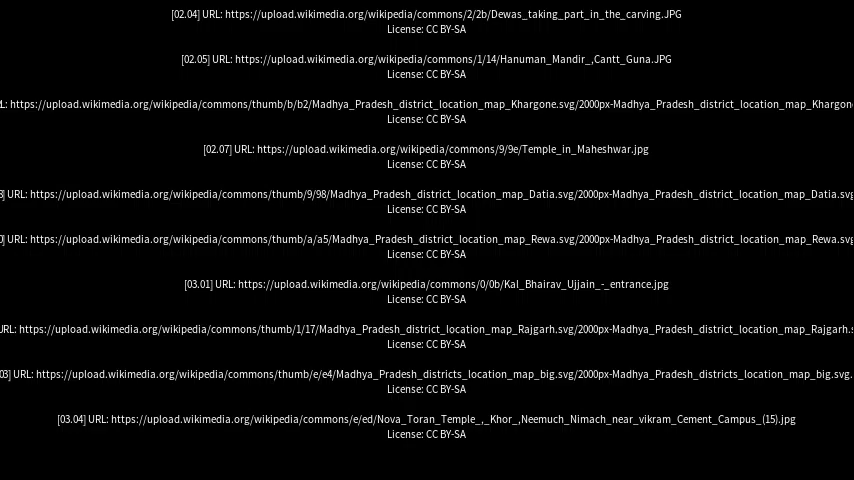 [02.04] URL: https://upload.wikimedia.org/wikipedia/commons/2/2b/Dewas_taking_part_in_the_carving.JPG
License: CC BY-SA
[02.05] URL: https://upload.wikimedia.org/wikipedia/commons/1/14/Hanuman_Mandir_,Cantt_Guna.JPG
License: CC BY-SA
L: https://upload.wikimedia.org/wikipedia/commons/thumb/b/b2/Madhya_Pradesh_district_location_map_Khargone.svg/2000px-Madhya_Pradesh_district_location_map_Khargon
License: CC BY-SA
[02.07] URL: https://upload.wikimedia.org/wikipedia/commons/9/9e/Temple_in_Maheshwar.jpg
License: CC BY-SA
] URL: https://upload.wikimedia.org/wikipedia/commons/thumb/9/98/Madhya_Pradesh_district_location_map_Datia.svg/2000px-Madhya_Pradesh_district_location_map_Datia.svg
License: CC BY-SA
] URL: https://upload.wikimedia.org/wikipedia/commons/thumb/a/a5/Madhya_Pradesh_district_location_map_Rewa.svg/2000px-Madhya_Pradesh_district_location_map_Rewa.svg
License: CC BY-SA
[03.01] URL: https://upload.wikimedia.org/wikipedia/commons/0/0b/Kal_Bhairav_Ujjain_-_entrance.jpg
License: CC BY-SA
URL: https://upload.wikimedia.org/wikipedia/commons/thumb/1/17/Madhya_Pradesh_district_location_map_Rajgarh.svg/2000px-Madhya_Pradesh_district_location_map_Rajgarh.s
License: CC BY-SA
03] URL: https://upload.wikimedia.org/wikipedia/commons/thumb/e/e4/Madhya_Pradesh_districts_location_map_big.svg/2000px-Madhya_Pradesh_districts_location_map_big.svg.
License: CC BY-SA
[03.04] URL: https://upload.wikimedia.org/wikipedia/commons/e/ed/Nova_Toran_Temple_,_Khor_,Neemuch_Nimach_near_vikram_Cement_Campus_(15).jpg
License: CC BY-SA